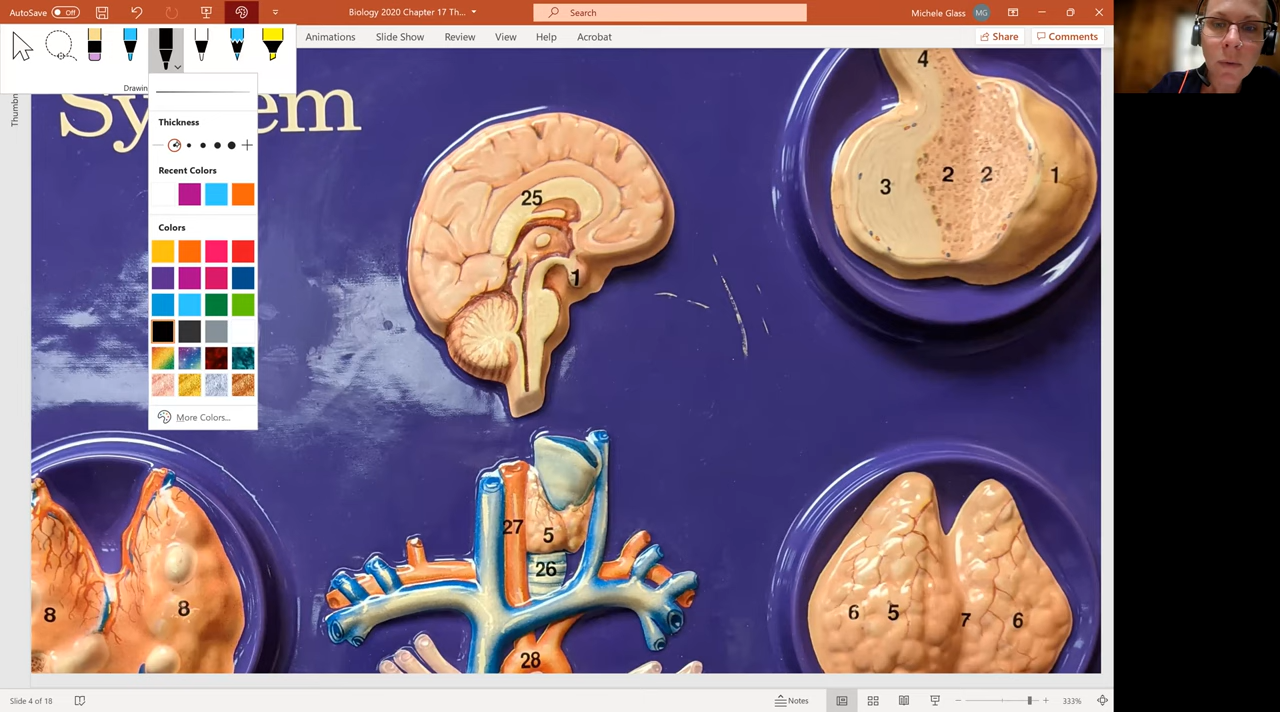 AutoSave Off
Biology 2020 Chapter 17 Th...
Search
Michele Glass MG
Animations Slide Show Review View Help Acrobat
Share Comments
Drawin
Thumbn
System
Thickness
Recent Colors
Colors
More Colors...
25
1
4
3 2 2 1
27
5
26
28
8 8
6 5 7 6
Slide 4 of 18
Notes
333%